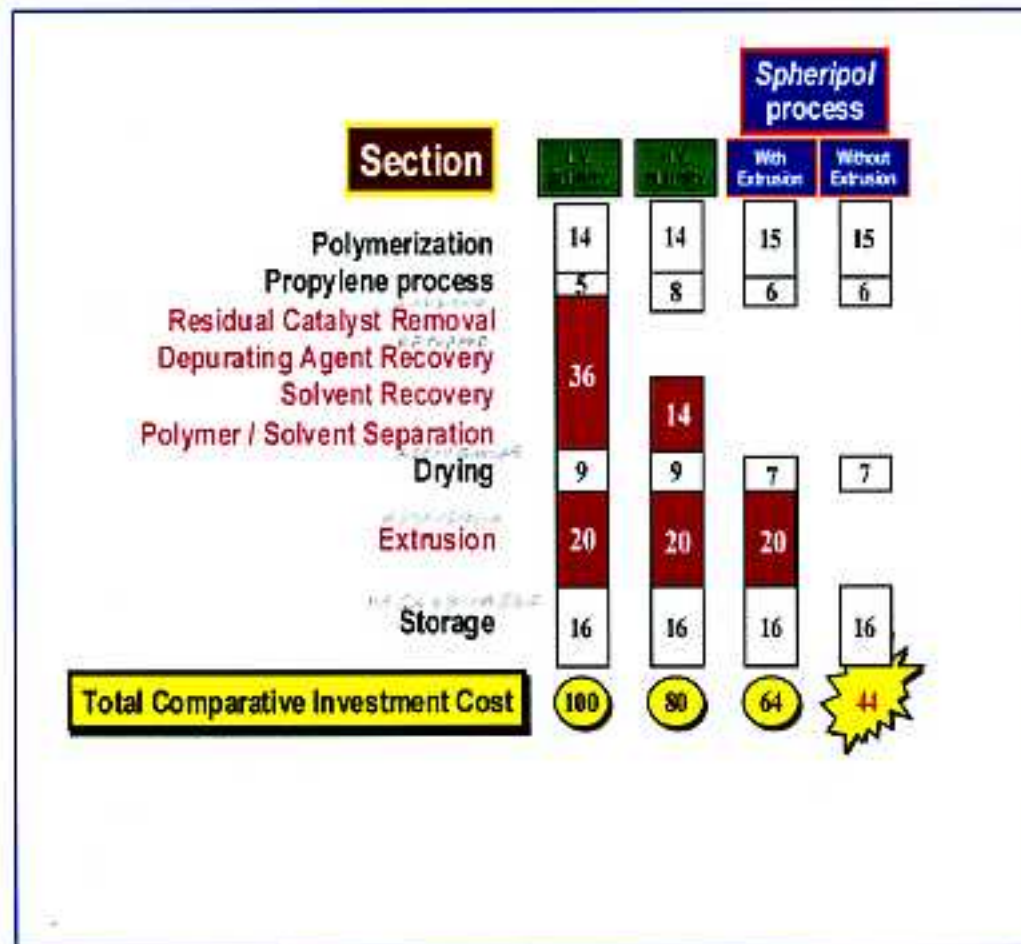 Spheripol
process
Section
With
Extrusion
Without
Extrusion
Polymerization 14 14 15 15
Propylene process 5 8 6 6
Residual Catalyst Removal
Depurating Agent Recovery
36
Solvent Recovery
14
Polymer / Solvent Separation
Drying 9 9 7 7
Extrusion 20 20 20
Storage 16 16 16 16
Total Comparative Investment Cost 100 80 64 44